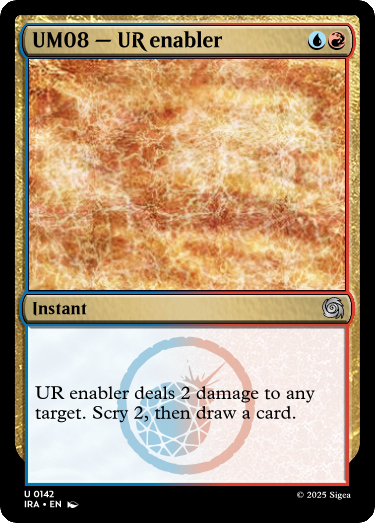 UM08 — UR enabler
Instant
UR enabler deals 2 damage to any
target. Scry 2, then draw a card.
U 0142
IRA • EN
© 2025 Sigea